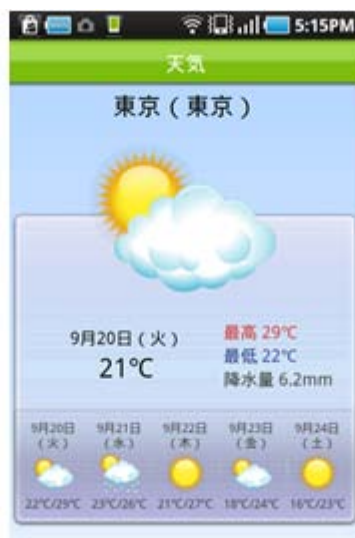 5:15PM
天気
東京（東京）
9月20日（火）
21℃
最高 29℃
最低 22℃
降水量 6.2mm
9月20日（火） 9月21日（水） 9月22日（木） 9月23日（金） 9月24日（土）
22℃/29℃ 23℃/26℃ 21℃/27℃ 18℃/24℃ 16℃/23℃